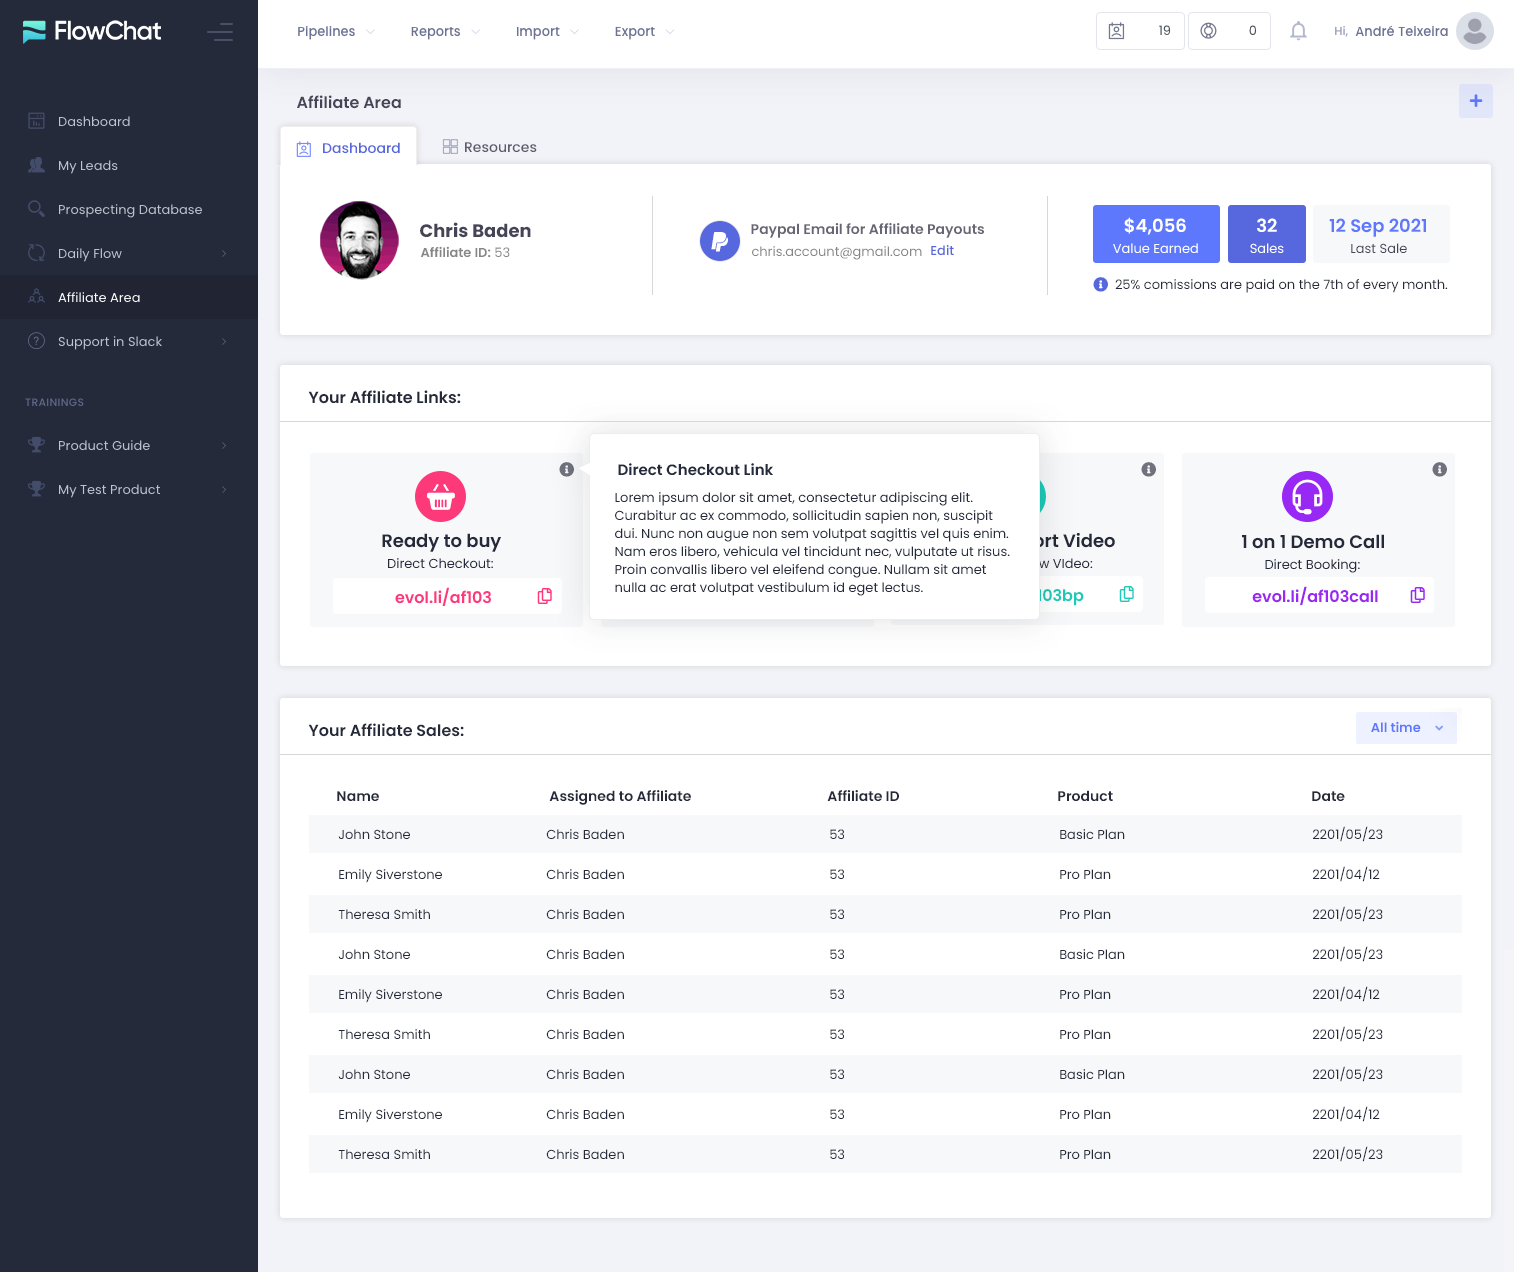 FlowChat
Pipelines
Reports
Import
Export
19
0
Hi, André Teixeira
Dashboard
My Leads
Prospecting Database
Daily Flow
Affiliate Area
Support in Slack
TRAININGS
Product Guide
My Test Product
Affiliate Area
+
Dashboard
Resources
Chris Baden
Affiliate ID: 53
Paypal Email for Affiliate Payouts
chris.account@gmail.com Edit
$4,056
Value Earned
32
Sales
12 Sep 2021
Last Sale
25% comissions are paid on the 7th of every month.
Your Affiliate Links:
Ready to buy
Direct Checkout:
evol.li/af103
Direct Checkout Link
Lorem ipsum dolor sit amet, consectetur adipiscing elit.
Curabitur ac ex commodo, sollicitudin sapien non, suscipit
dui. Nunc non augue non sem volutpat sagittis vel quis enim.
Nam eros libero, vehicula vel tincidunt nec, vulputate ut risus.
Proin convallis libero vel eleifend congue. Nullam sit amet
nulla ac erat volutpat vestibulum id eget lectus.
ort Video
w VIdeo:
103bp
1 on 1 Demo Call
Direct Booking:
evol.li/af103call
Your Affiliate Sales:
All time
Name Assigned to Affiliate Affiliate ID Product Date
John Stone Chris Baden 53 Basic Plan 2201/05/23
Emily Siverstone Chris Baden 53 Pro Plan 2201/04/12
Theresa Smith Chris Baden 53 Pro Plan 2201/05/23
John Stone Chris Baden 53 Basic Plan 2201/05/23
Emily Siverstone Chris Baden 53 Pro Plan 2201/04/12
Theresa Smith Chris Baden 53 Pro Plan 2201/05/23
John Stone Chris Baden 53 Basic Plan 2201/05/23
Emily Siverstone Chris Baden 53 Pro Plan 2201/04/12
Theresa Smith Chris Baden 53 Pro Plan 2201/05/23